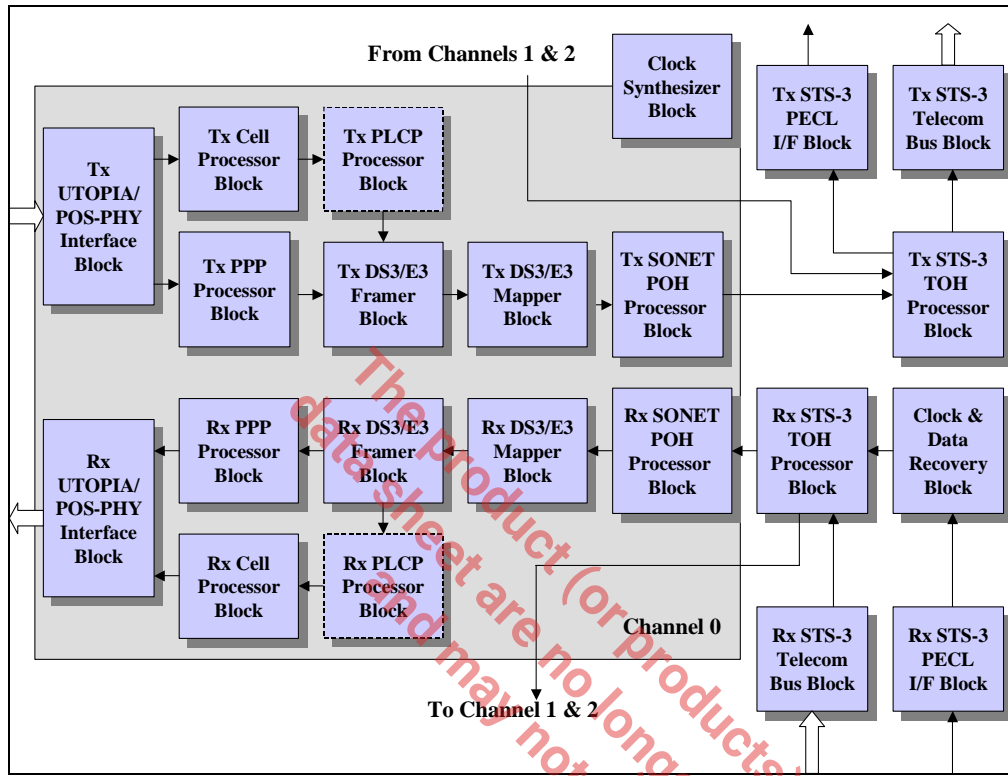 From Channels 1 & 2
Clock
Synthesizer
Block
Tx STS-3
PECL
I/F Block
Tx STS-3
Telecom
Bus Block
Tx
UTOPIA/
POS-PHY
Interface
Block
Tx Cell
Processor
Block
Tx PLCP
Processor
Block
Tx PPP
Processor
Block
Tx DS3/E3
Framer
Block
Tx DS3/E3
Mapper
Block
Tx SONET
POH
Processor
Block
Tx STS-3
TOH
Processor
Block
Rx
UTOPIA/
POS-PHY
Interface
Block
Rx PPP
Processor
Block
Rx DS3/E3
Framer
Block
Rx DS3/E3
Mapper
Block
Rx SONET
POH
Processor
Block
Rx STS-3
TOH
Processor
Block
Clock &
Data
Recovery
Block
Rx Cell
Processor
Block
Rx PLCP
Processor
Block
Channel 0
Rx STS-3
Telecom
Bus Block
Rx STS-3
PECL
I/F Block
To Channel 1 & 2
The product (or products)
data sheet are no longer
and may not